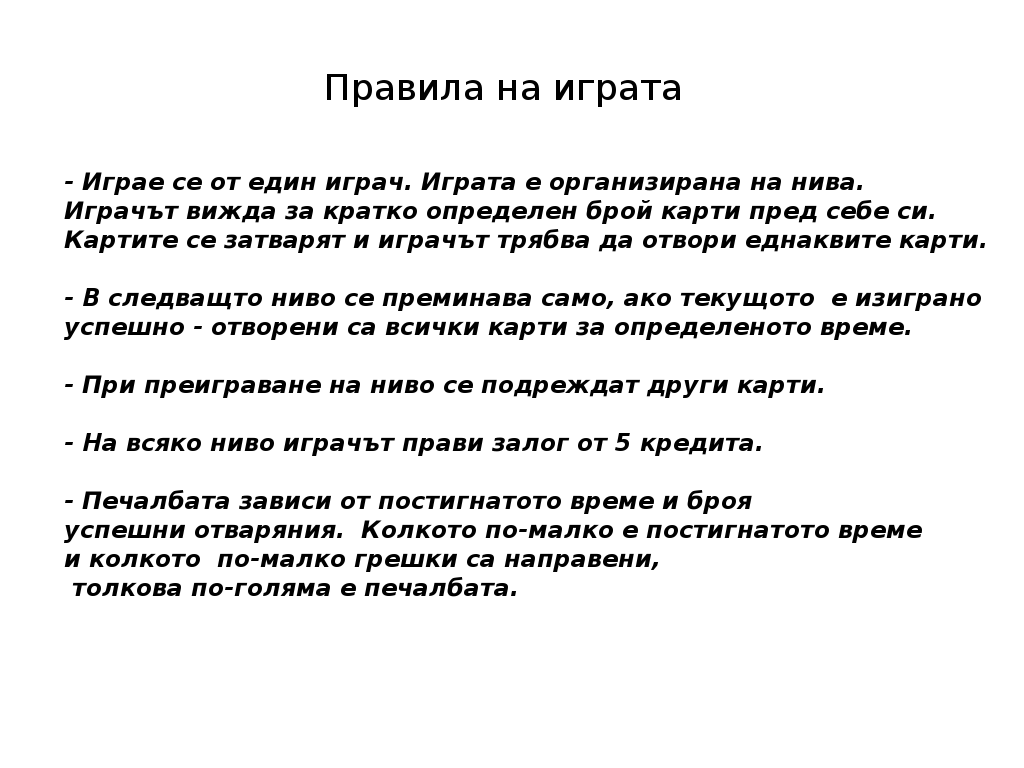 Правила на играта
- Играе се от един играч. Играта е организирана на нива.
Играчът вижда за кратко определен брой карти пред себе си.
Картите се затварят и играчът трябва да отвори еднаквите карти.
- В следващто ниво се преминава само, ако текущото  е изиграно
успешно - отворени са всички карти за определеното време.
- При преиграване на ниво се подреждат други карти.
- На всяко ниво играчът прави залог от 5 кредита.
- Печалбата зависи от постигнатото време и броя
успешни отваряния.  Колкото по-малко е постигнатото време
и колкото  по-малко грешки са направени,
 толкова по-голяма е печалбата.